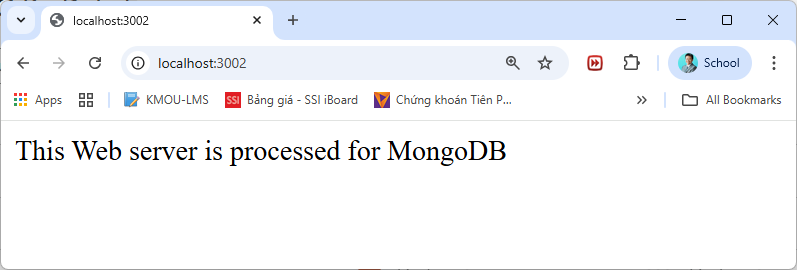 localhost:3002
localhost:3002
School
Apps
KMOU-LMS
SSI
Bảng giá - SSI iBoard
Chứng khoán Tiên P...
All Bookmarks
This Web server is processed for MongoDB